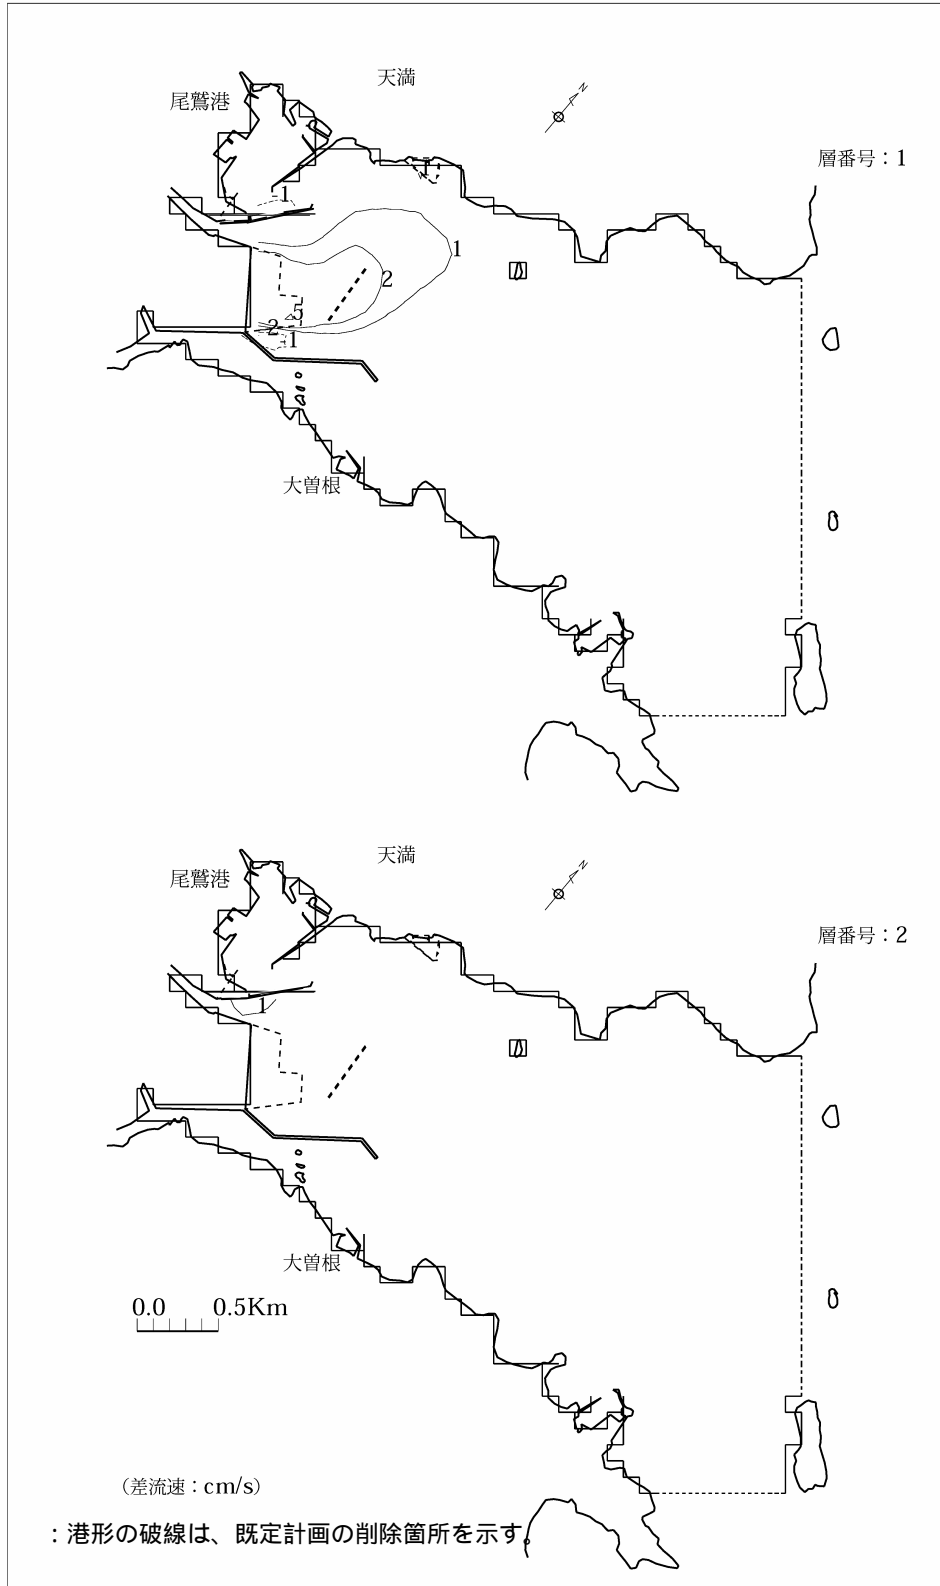 天満
尾鷲港
N
層番号：1
-1
1
2
5
2
-1
大曽根
天満
尾鷲港
N
層番号：2
1
大曽根
0.0 0.5Km
（差流速：cm/s）
：港形の破線は、既定計画の削除箇所を示す。